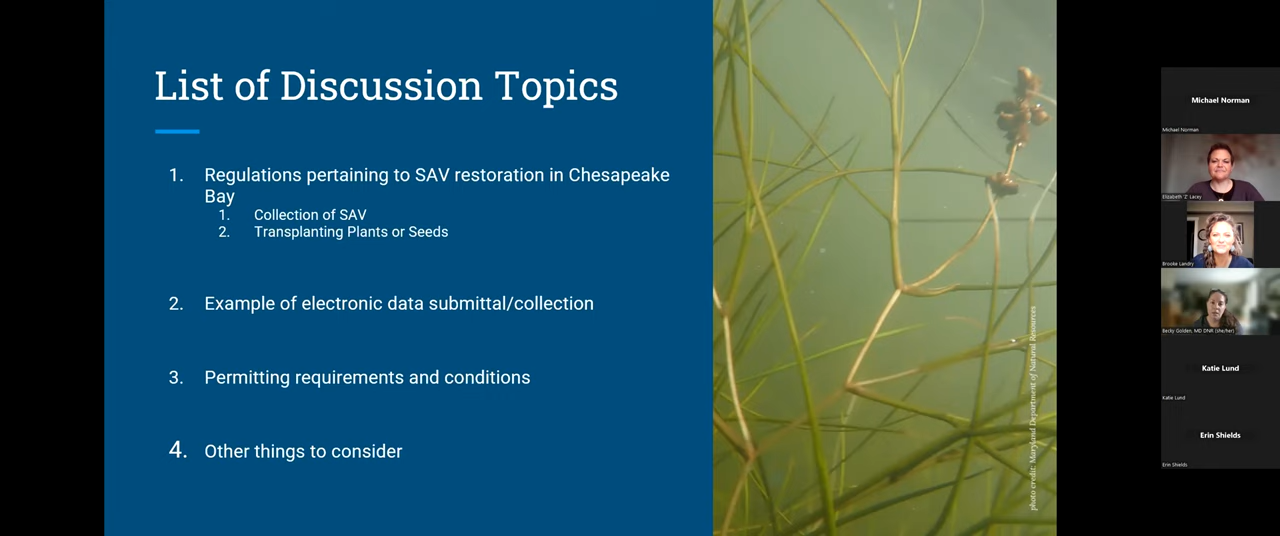 List of Discussion Topics
1. Regulations pertaining to SAV restoration in Chesapeake
Bay
1. Collection of SAV
2. Transplanting Plants or Seeds
2. Example of electronic data submittal/collection
3. Permitting requirements and conditions
4. Other things to consider
photo credit: Maryland Department of Natural Resources
Michael Norman
Michael Norman
Elizabeth 'Z' Lacey
Brooke Landry
Becky Golden, MD DNR (she/her)
Katie Lund
Katie Lund
Erin Shields
Erin Shields